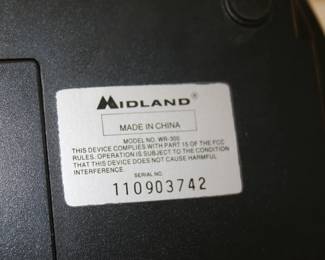 MIDLAND
MADE IN CHINA
MODEL NO. WR-300
THIS DEVICE COMPLIES WITH PART 15 OF THE FCC
RULES. OPERATION IS SUBJECT TO THE CONDITION
THAT THIS DEVICE DOES NOT CAUSE HARMFUL
INTERFERENCE.
SERIAL NO.
110903742